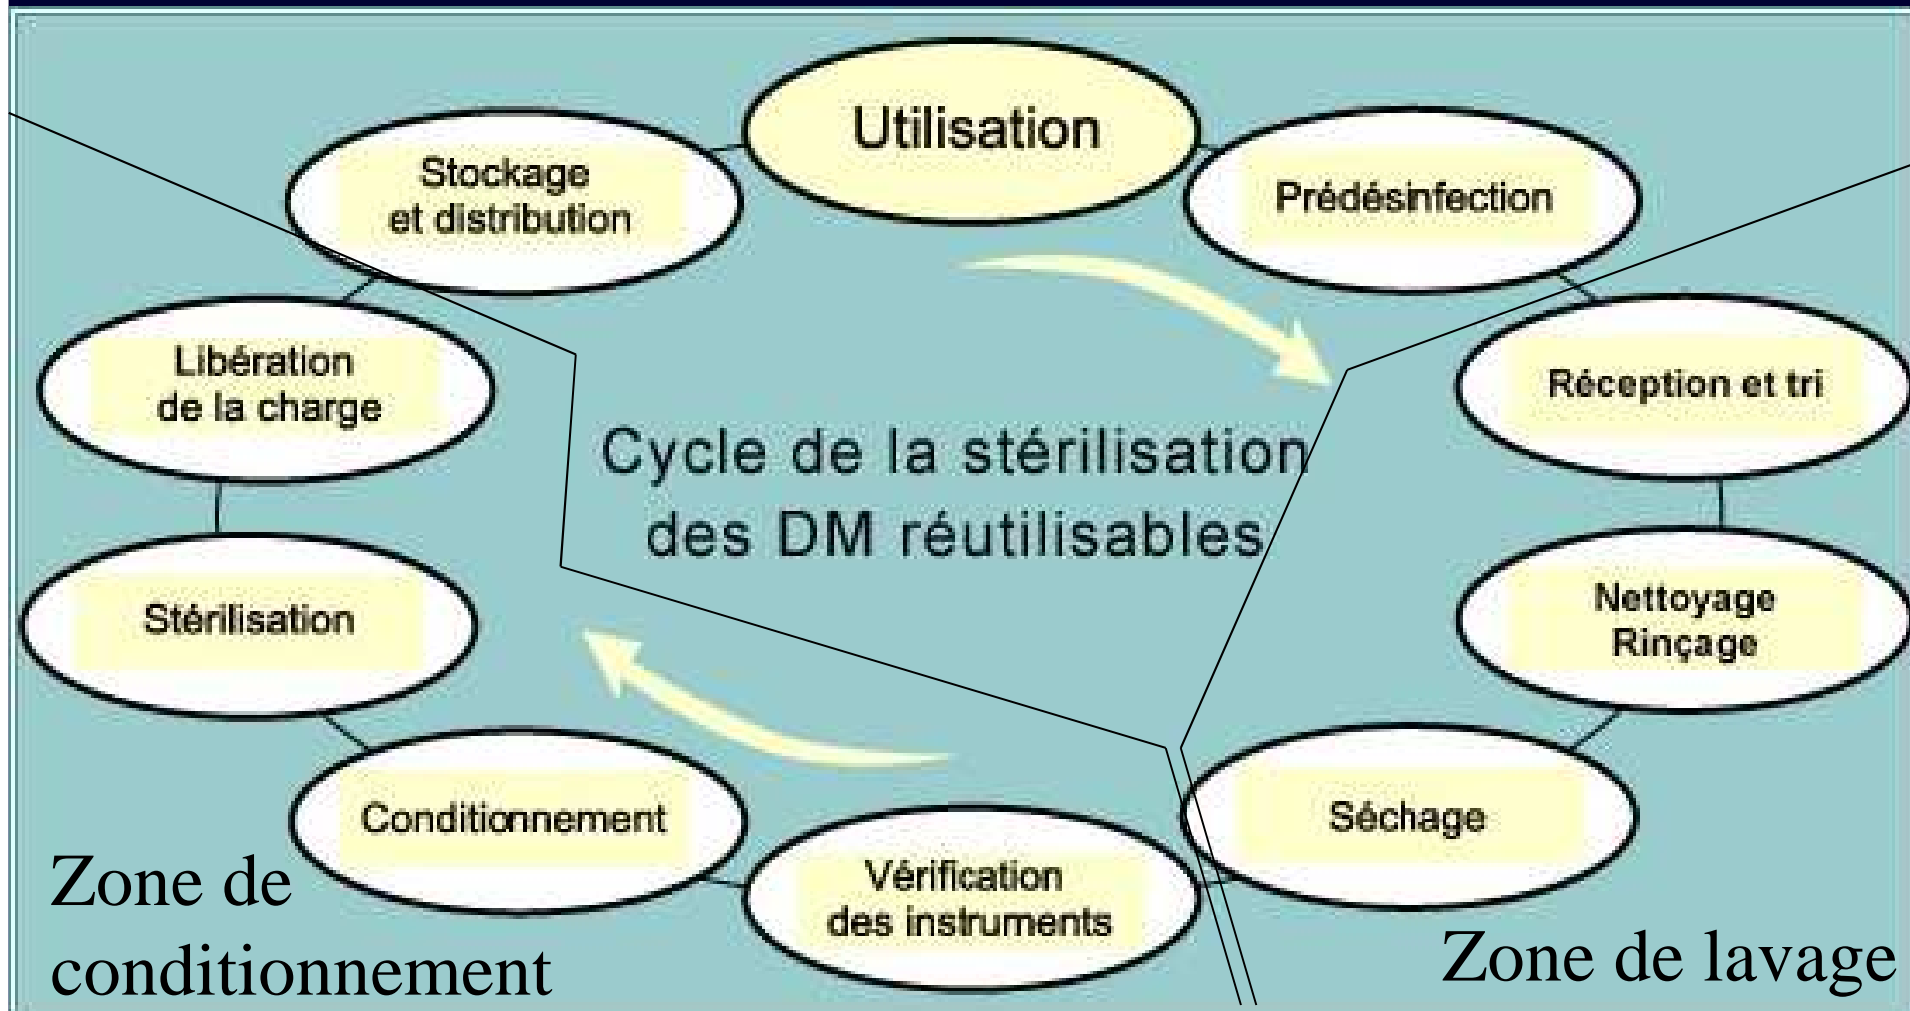 Utilisation
Prédésinfection
Réception et tri
Nettoyage
Rinçage
Séchage
Vérification
des instruments
Conditionnement
Stérilisation
Libération
de la charge
Stockage
et distribution
Cycle de la stérilisation
des DM réutilisables
Zone de
conditionnement
Zone de lavage